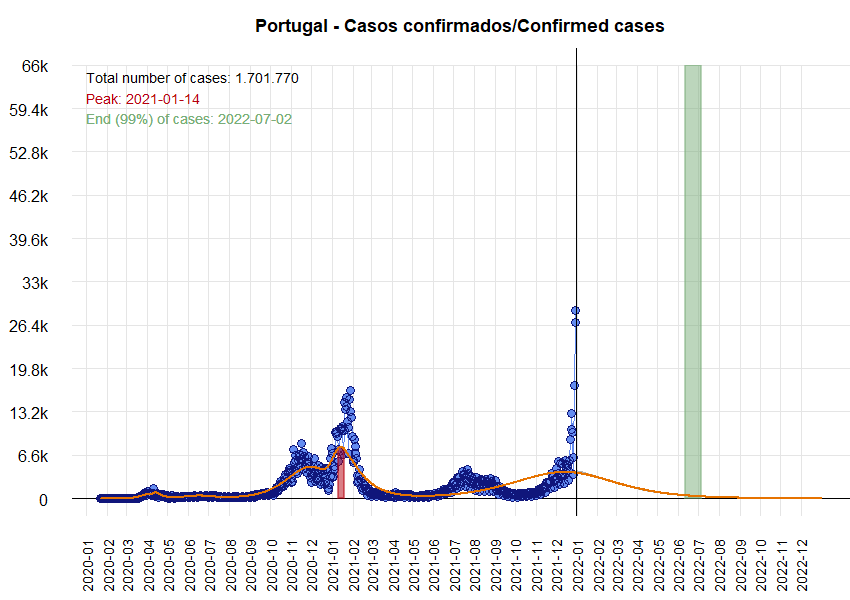 Portugal - Casos confirmados/Confirmed cases
66k
59.4k
52.8k
46.2k
39.6k
33k
26.4k
19.8k
13.2k
6.6k
0
Total number of cases: 1.701.770
Peak: 2021-01-14
End (99%) of cases: 2022-07-02
2020-01
2020-02
2020-03
2020-04
2020-05
2020-06
2020-07
2020-08
2020-09
2020-10
2020-11
2020-12
2021-01
2021-02
2021-03
2021-04
2021-05
2021-06
2021-07
2021-08
2021-09
2021-10
2021-11
2021-12
2022-01
2022-02
2022-03
2022-04
2022-05
2022-06
2022-07
2022-08
2022-09
2022-10
2022-11
2022-12